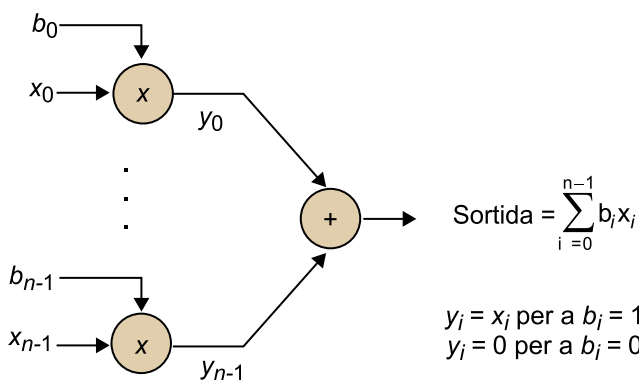 b0
x0
x
y0
.
.
.
+
n–1
Sortida = ∑ bixi
i =0
bn-1
xn-1
x
yn-1
yi = xi per a bi = 1
yi = 0 per a bi = 0